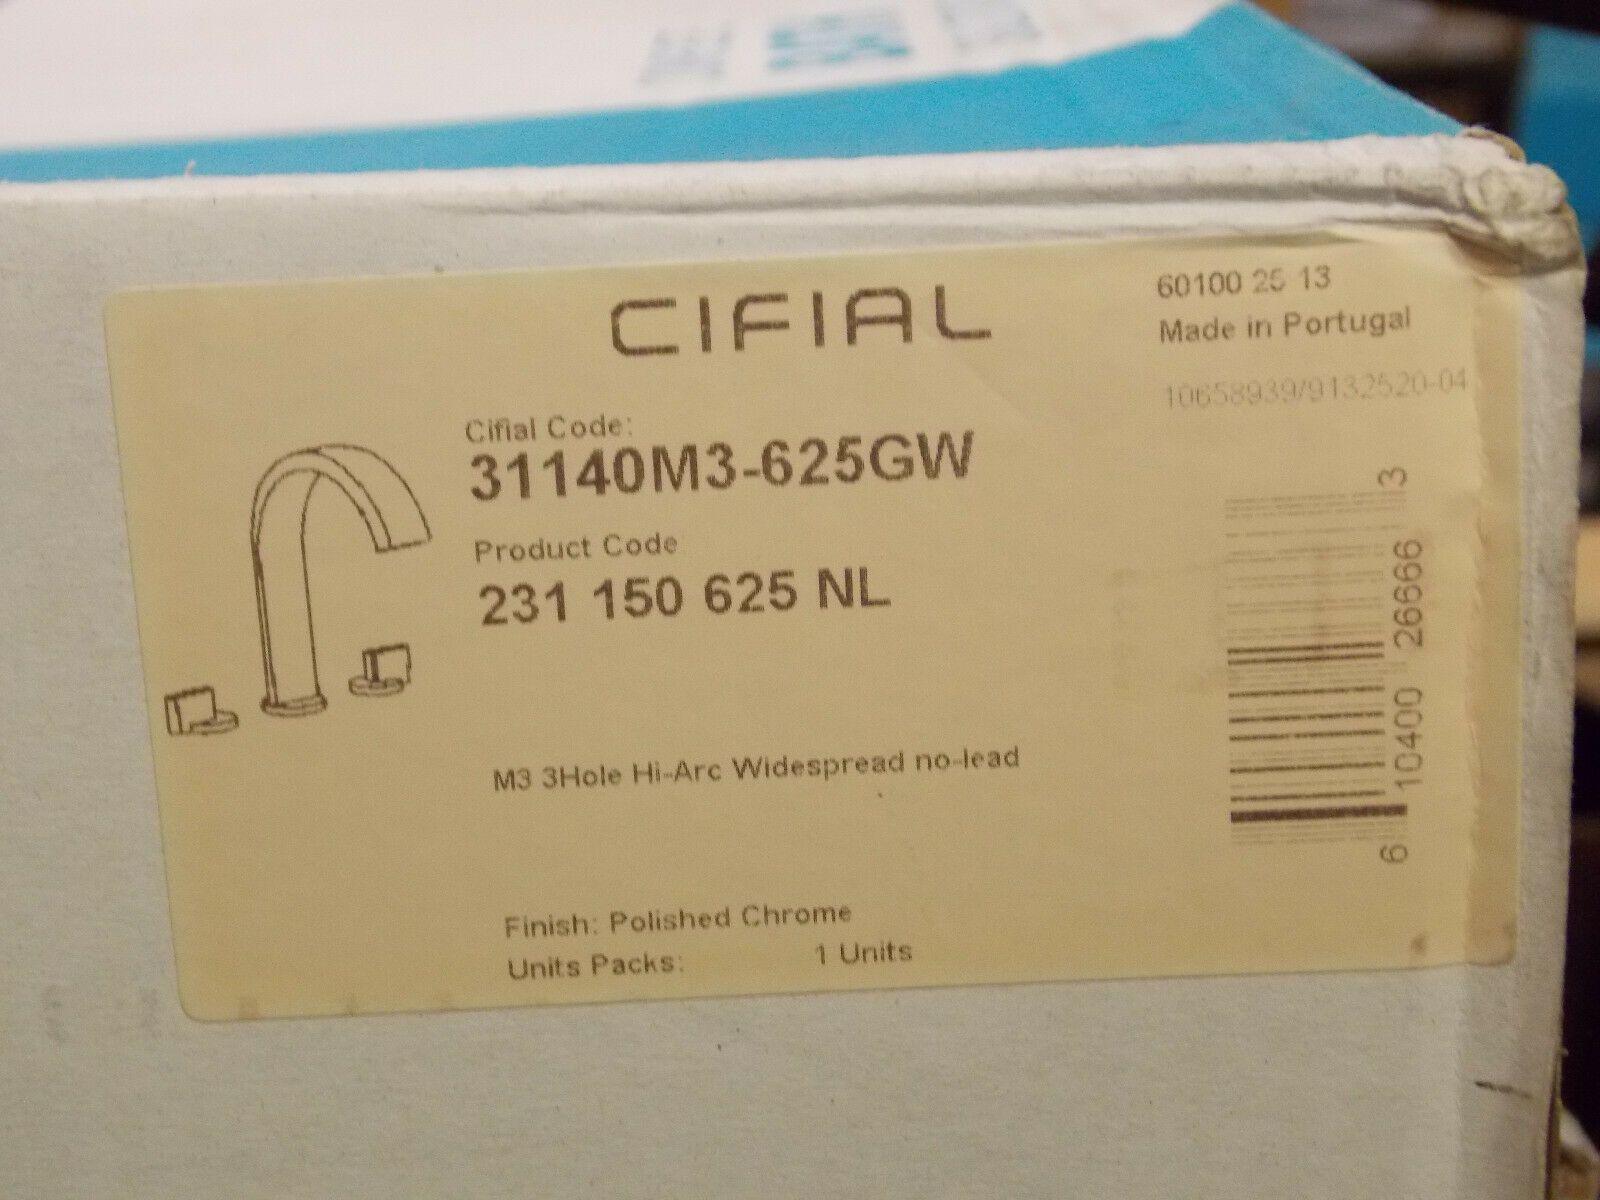 CIFIAL
60100 25 13
Made in Portugal
10658939/9132520-04
Cifial Code:
31140M3-625GW
Product Code
231 150 625 NL
M3 3Hole Hi-Arc Widespread no-lead
Finish: Polished Chrome
Units Packs: 1 Units
6 10400 26666 3